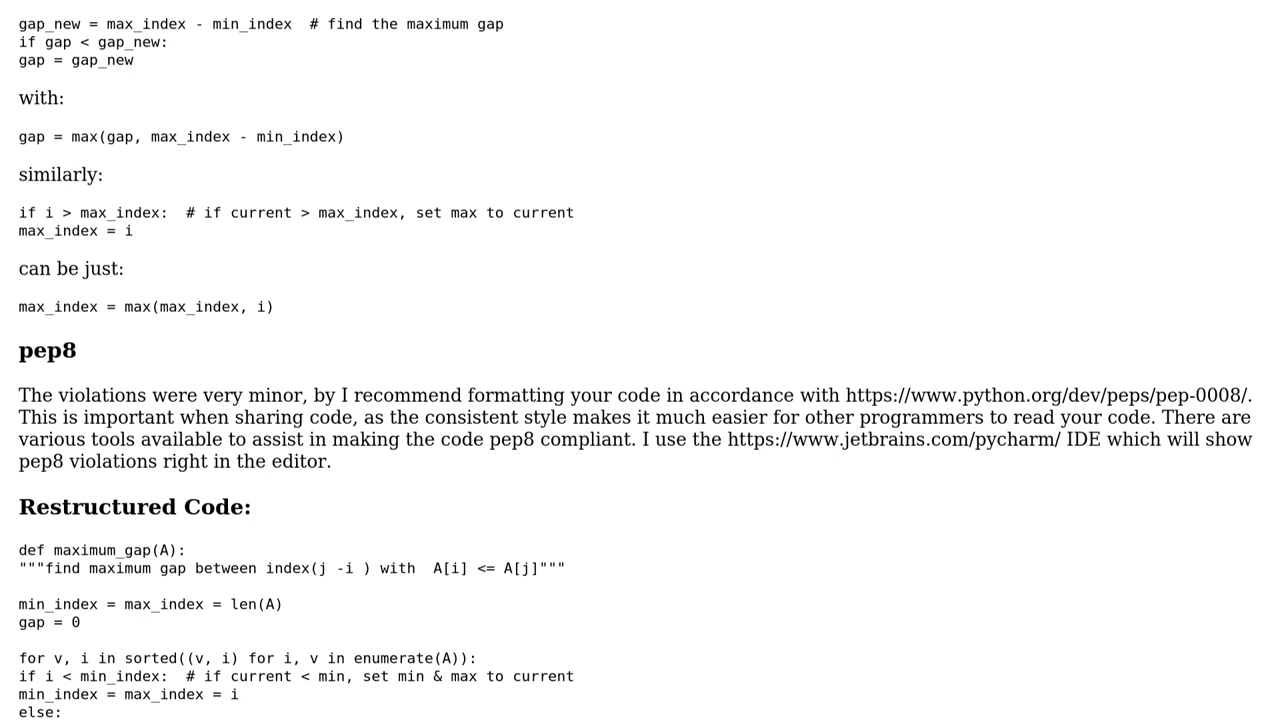 gap_new = max_index - min_index  # find the maximum gap
if gap < gap_new:
gap = gap_new
with:
gap = max(gap, max_index - min_index)
similarly:
if i > max_index:  # if current > max_index, set max to current
max_index = i
can be just:
max_index = max(max_index, i)
pep8
The violations were very minor, by I recommend formatting your code in accordance with https://www.python.org/dev/peps/pep-0008/.
This is important when sharing code, as the consistent style makes it much easier for other programmers to read your code. There are
various tools available to assist in making the code pep8 compliant. I use the https://www.jetbrains.com/pycharm/ IDE which will show
pep8 violations right in the editor.
Restructured Code:
def maximum_gap(A):
"""find maximum gap between index(j -i ) with  A[i] <= A[j]"""
min_index = max_index = len(A)
gap = 0
for v, i in sorted((v, i) for i, v in enumerate(A)):
if i < min_index:  # if current < min, set min & max to current
min_index = max_index = i
else: